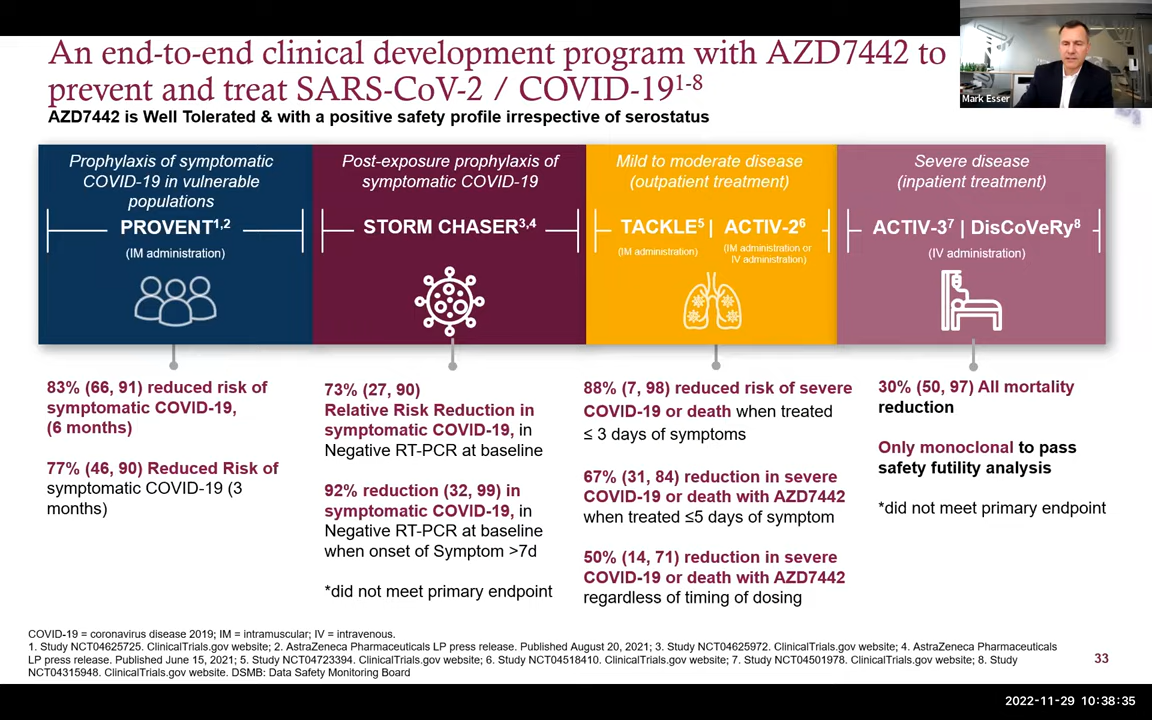 An end-to-end clinical development program with AZD7442 to
prevent and treat SARS-CoV-2 / COVID-19¹⁻⁸
AZD7442 is Well Tolerated & with a positive safety profile irrespective of serostatus
Mark Esser
Prophylaxis of symptomatic
COVID-19 in vulnerable
populations
PROVENT¹,²
(IM administration)
Post-exposure prophylaxis of
symptomatic COVID-19
STORM CHASER³,⁴
Mild to moderate disease
(outpatient treatment)
TACKLE⁵ | ACTIV-2⁶
(IM administration)
(IM administration or
IV administration)
Severe disease
(inpatient treatment)
ACTIV-3⁷ | DisCoVeRy⁸
(IV administration)
83% (66, 91) reduced risk of
symptomatic COVID-19,
(6 months)
77% (46, 90) Reduced Risk of
symptomatic COVID-19 (3
months)
73% (27, 90)
Relative Risk Reduction in
symptomatic COVID-19, in
Negative RT-PCR at baseline
92% reduction (32, 99) in
symptomatic COVID-19, in
Negative RT-PCR at baseline
when onset of Symptom >7d
*did not meet primary endpoint
88% (7, 98) reduced risk of severe
COVID-19 or death when treated
≤ 3 days of symptoms
67% (31, 84) reduction in severe
COVID-19 or death with AZD7442
when treated ≤5 days of symptom
50% (14, 71) reduction in severe
COVID-19 or death with AZD7442
regardless of timing of dosing
30% (50, 97) All mortality
reduction
Only monoclonal to pass
safety futility analysis
*did not meet primary endpoint
COVID-19 = coronavirus disease 2019; IM = intramuscular; IV = intravenous.
1. Study NCT04625725. ClinicalTrials.gov website; 2. AstraZeneca Pharmaceuticals LP press release. Published August 20, 2021; 3. Study NCT04625972. ClinicalTrials.gov website; 4. AstraZeneca Pharmaceuticals
LP press release. Published June 15, 2021; 5. Study NCT04723394. ClinicalTrials.gov website; 6. Study NCT04518410. ClinicalTrials.gov website; 7. Study NCT04501978. ClinicalTrials.gov website; 8. Study
NCT04315948. ClinicalTrials.gov website. DSMB: Data Safety Monitoring Board
33
2022-11-29 10:38:35